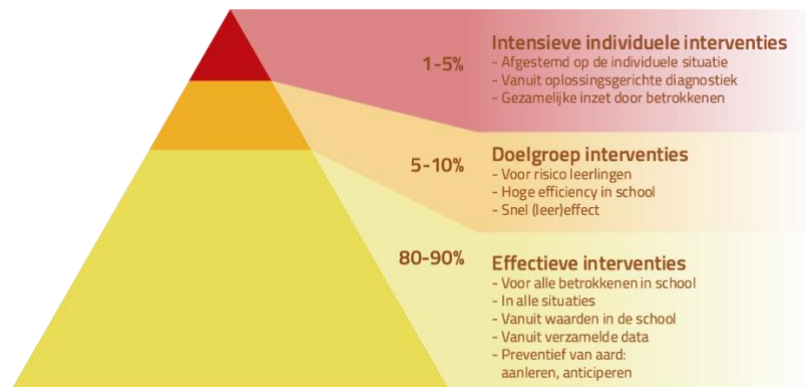 1-5%
Intensieve individuele interventies
- Afgestemd op de individuele situatie
- Vanuit oplossingsgerichte diagnostiek
- Gezamelijke inzet door betrokkenen
5-10%
Doelgroep interventies
- Voor risico leerlingen
- Hoge efficiency in school
- Snel (leer)effect
80-90%
Effectieve interventies
- Voor alle betrokkenen in school
- In alle situaties
- Vanuit waarden in de school
- Vanuit verzamelde data
- Preventief van aard:
aanleren, anticiperen